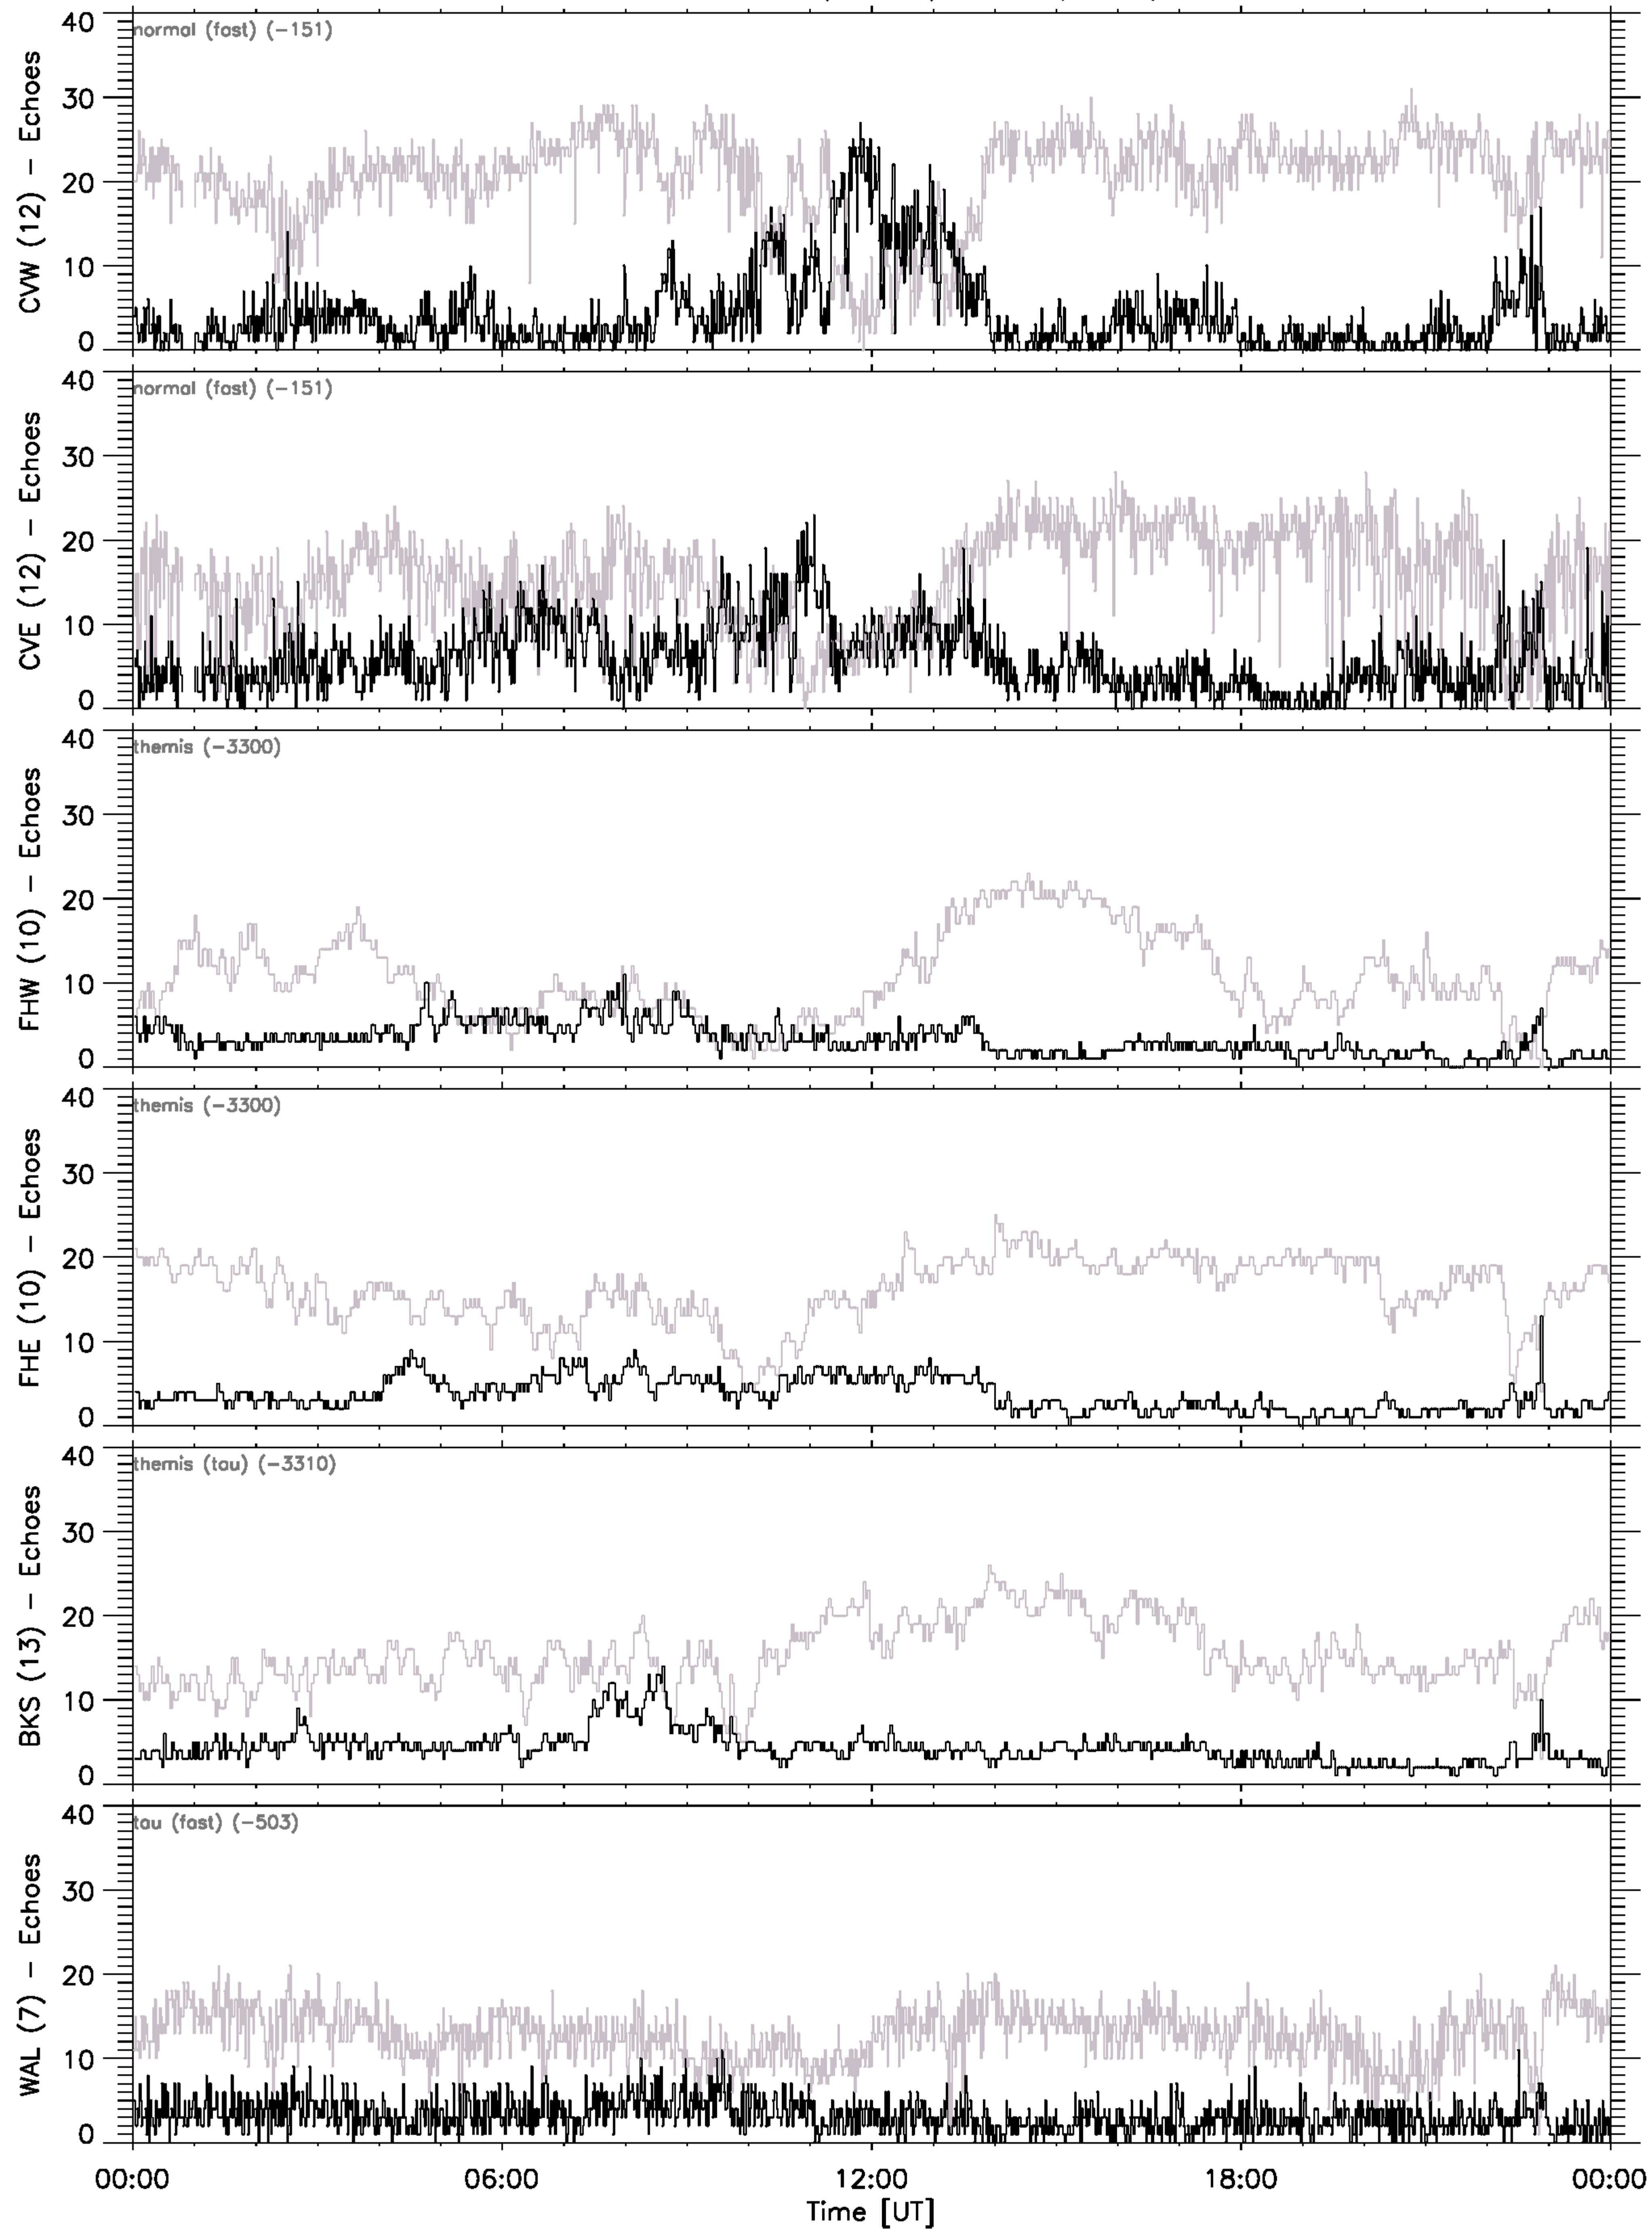 normal (fast) (-151)
CVW (12) - Echoes
40
30
20
10
0
normal (fast) (-151)
CVE (12) - Echoes
40
30
20
10
0
themis (-3300)
FHW (10) - Echoes
40
30
20
10
0
themis (-3300)
FHE (10) - Echoes
40
30
20
10
0
themis (tau) (-3310)
BKS (13) - Echoes
40
30
20
10
0
tau (fast) (-503)
WAL (7) - Echoes
40
30
20
10
0
00:00 06:00 12:00 18:00 00:00
Time [UT]